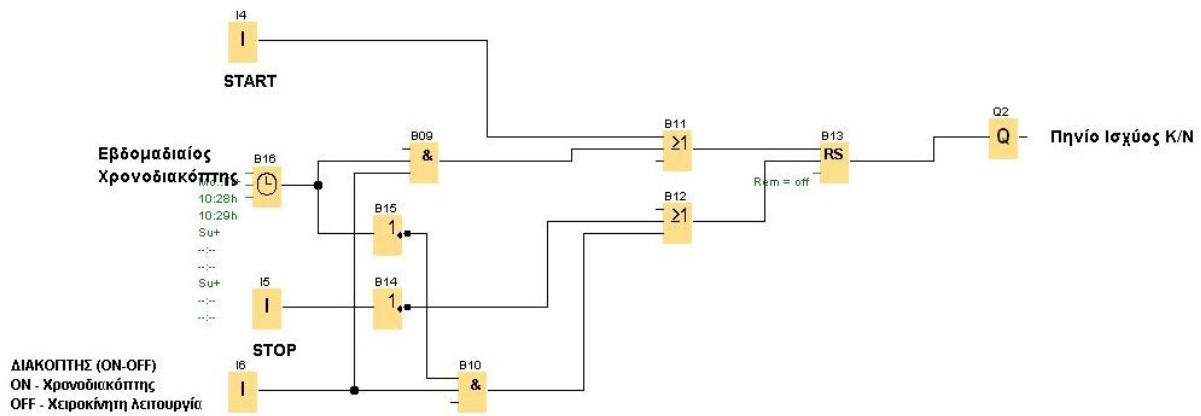 I4
I
START
B09
&
B11
≥1
B13
RS
Rem = off
Q2
Q
Πηνίο Ισχύος Κ/Ν
Εβδομαδιαίος
Χρονοδιακόπτης
B16
10:28h
10:29h
Su+
--:--
--:--
Su+
--:--
--:--
B15
1
B12
≥1
I5
I
STOP
B14
1
ΔΙΑΚΟΠΤΗΣ (ON-OFF)
ON - Χρονοδιακόπτης
OFF - Χειροκίνητη λειτουργία
I6
I
B10
&